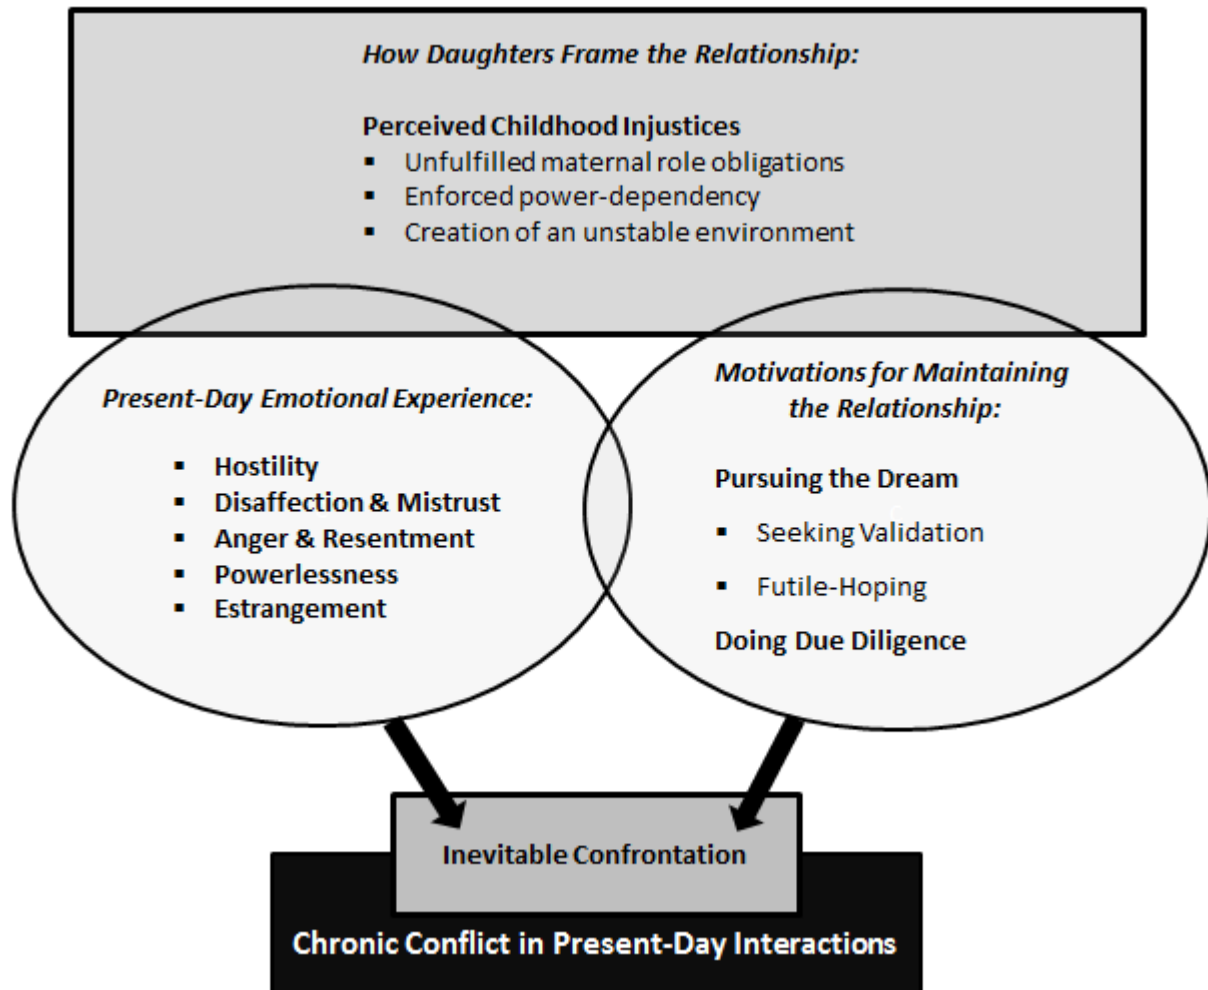 How Daughters Frame the Relationship:
Perceived Childhood Injustices
▪ Unfulfilled maternal role obligations
▪ Enforced power-dependency
▪ Creation of an unstable environment
Present-Day Emotional Experience:
▪ Hostility
▪ Disaffection & Mistrust
▪ Anger & Resentment
▪ Powerlessness
▪ Estrangement
Motivations for Maintaining
the Relationship:
Pursuing the Dream
▪ Seeking Validation
▪ Futile-Hoping
Doing Due Diligence
Inevitable Confrontation
Chronic Conflict in Present-Day Interactions